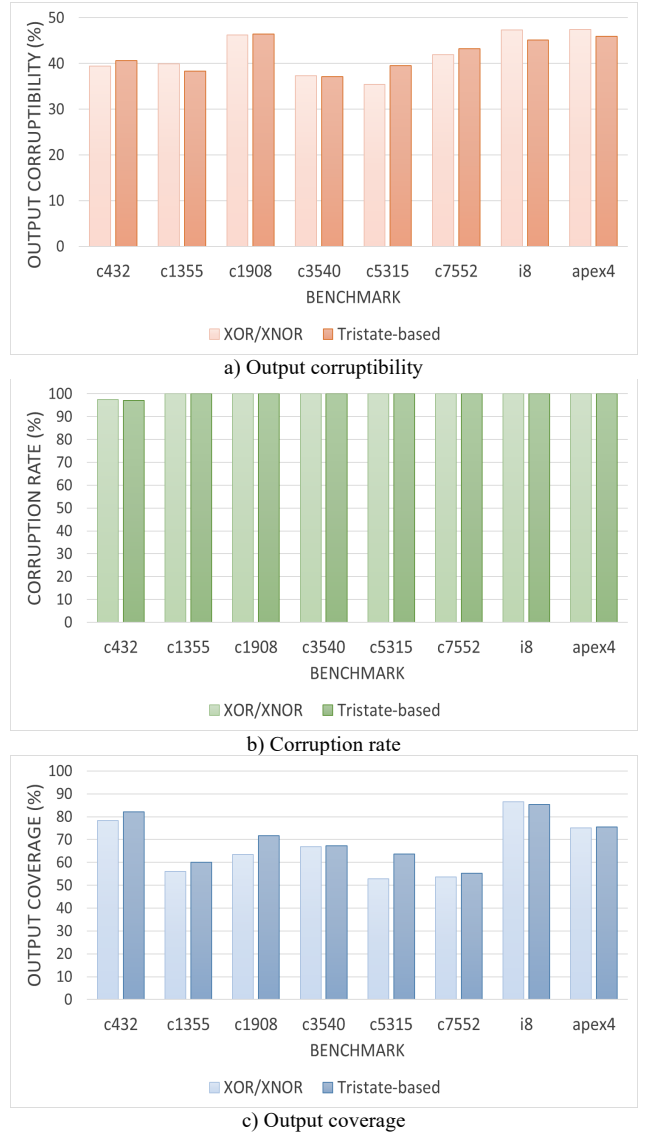 50
40
30
20
10
0
OUTPUT CORRUPTIBILITY (%)
c432 c1355 c1908 c3540 c5315 c7552 i8 apex4
BENCHMARK
XOR/XNOR Tristate-based
a) Output corruptibility
100
90
80
70
60
50
40
30
20
10
0
CORRUPTION RATE (%)
c432 c1355 c1908 c3540 c5315 c7552 i8 apex4
BENCHMARK
XOR/XNOR Tristate-based
b) Corruption rate
100
90
80
70
60
50
40
30
20
10
0
OUTPUT COVERAGE (%)
c432 c1355 c1908 c3540 c5315 c7552 i8 apex4
BENCHMARK
XOR/XNOR Tristate-based
c) Output coverage